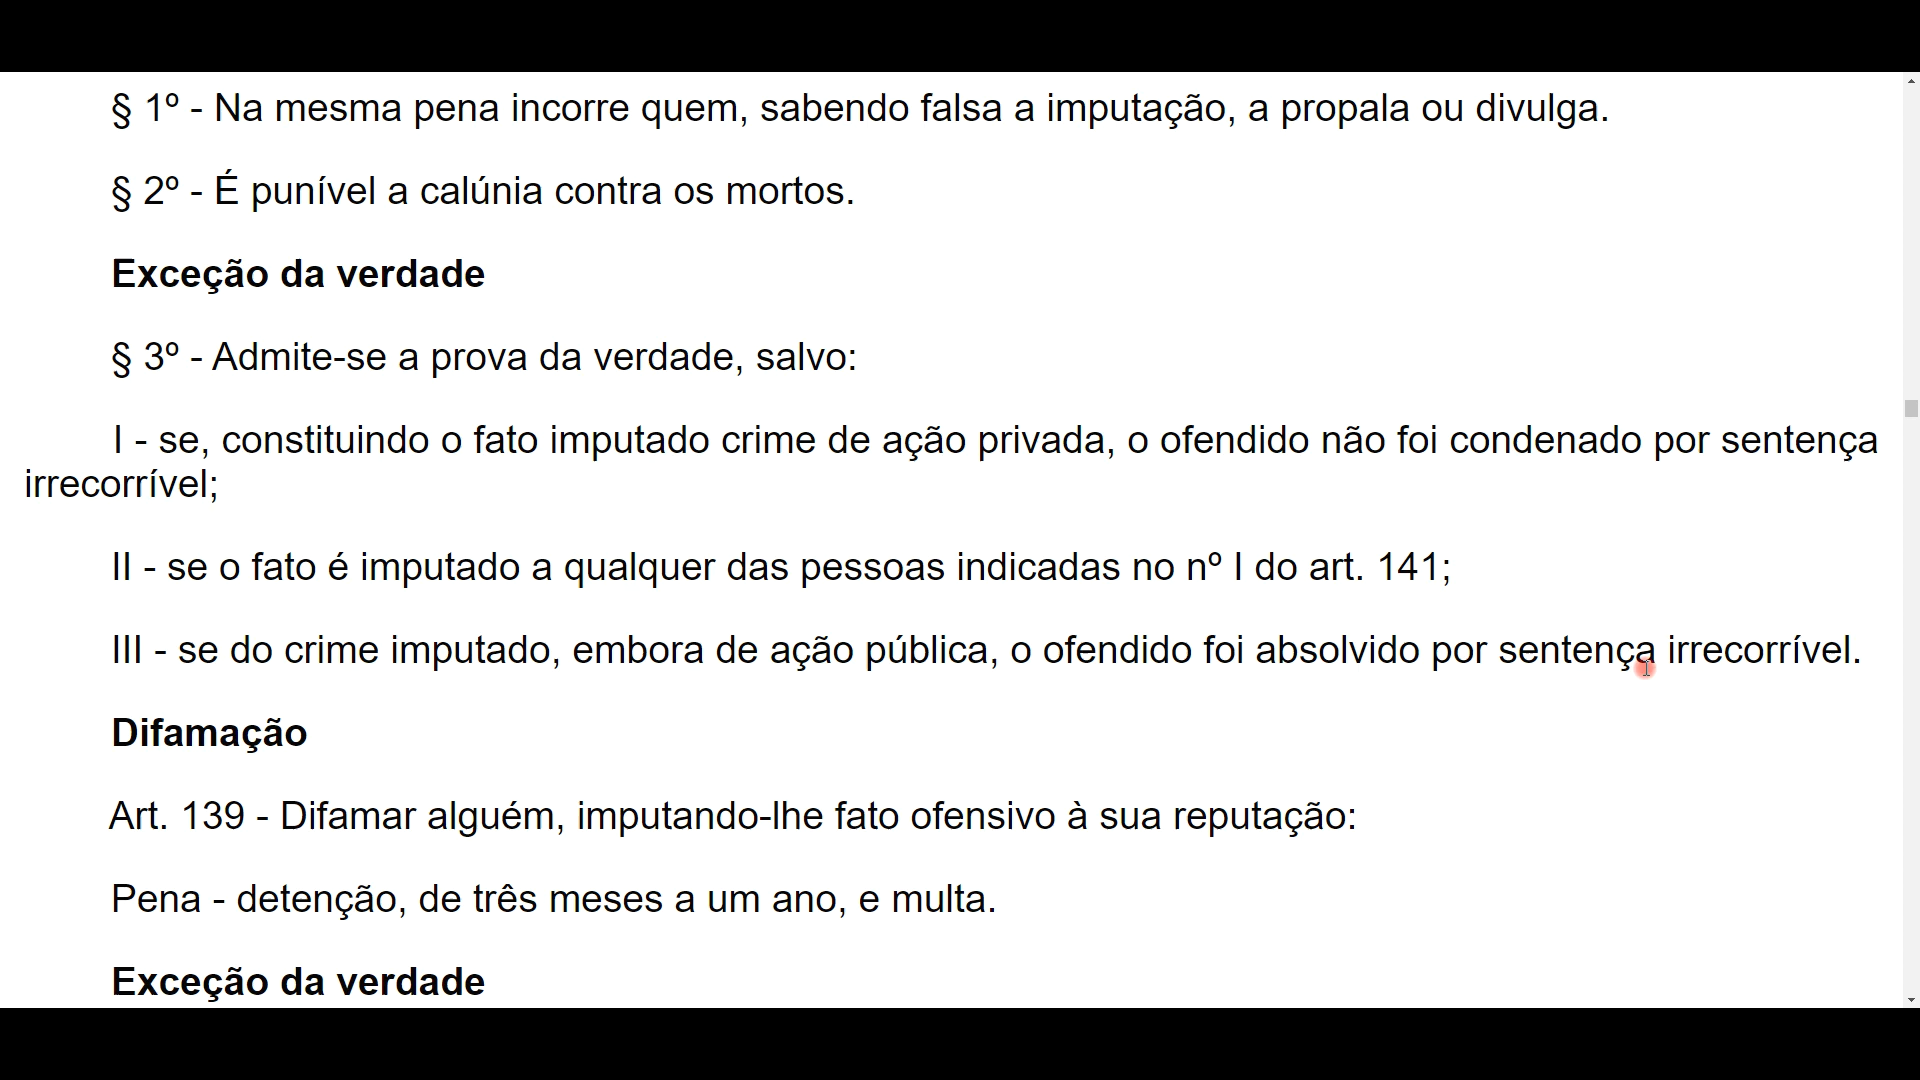 § 1º - Na mesma pena incorre quem, sabendo falsa a imputação, a propala ou divulga.
§ 2º - É punível a calúnia contra os mortos.
Exceção da verdade
§ 3º - Admite-se a prova da verdade, salvo:
I - se, constituindo o fato imputado crime de ação privada, o ofendido não foi condenado por sentença
irrecorrível;
II - se o fato é imputado a qualquer das pessoas indicadas no nº I do art. 141;
III - se do crime imputado, embora de ação pública, o ofendido foi absolvido por sentença irrecorrível.
Difamação
Art. 139 - Difamar alguém, imputando-lhe fato ofensivo à sua reputação:
Pena - detenção, de três meses a um ano, e multa.
Exceção da verdade